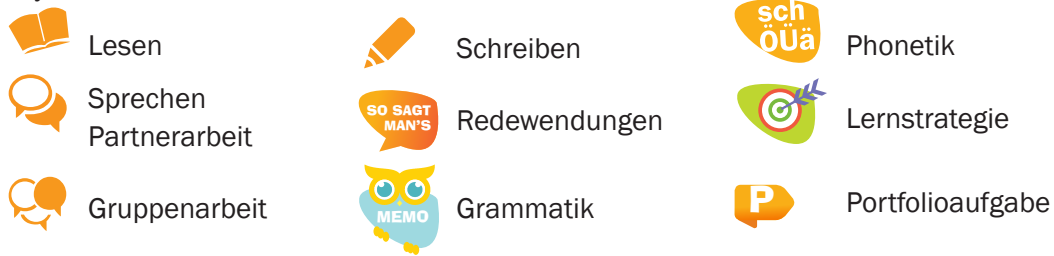 Lesen
Sprechen
Partnerarbeit
Gruppenarbeit
Schreiben
SO SAGT
MAN'S
Redewendungen
MEMO
Grammatik
sch
ÖÜä
Phonetik
Lernstrategie
P
Portfolioaufgabe